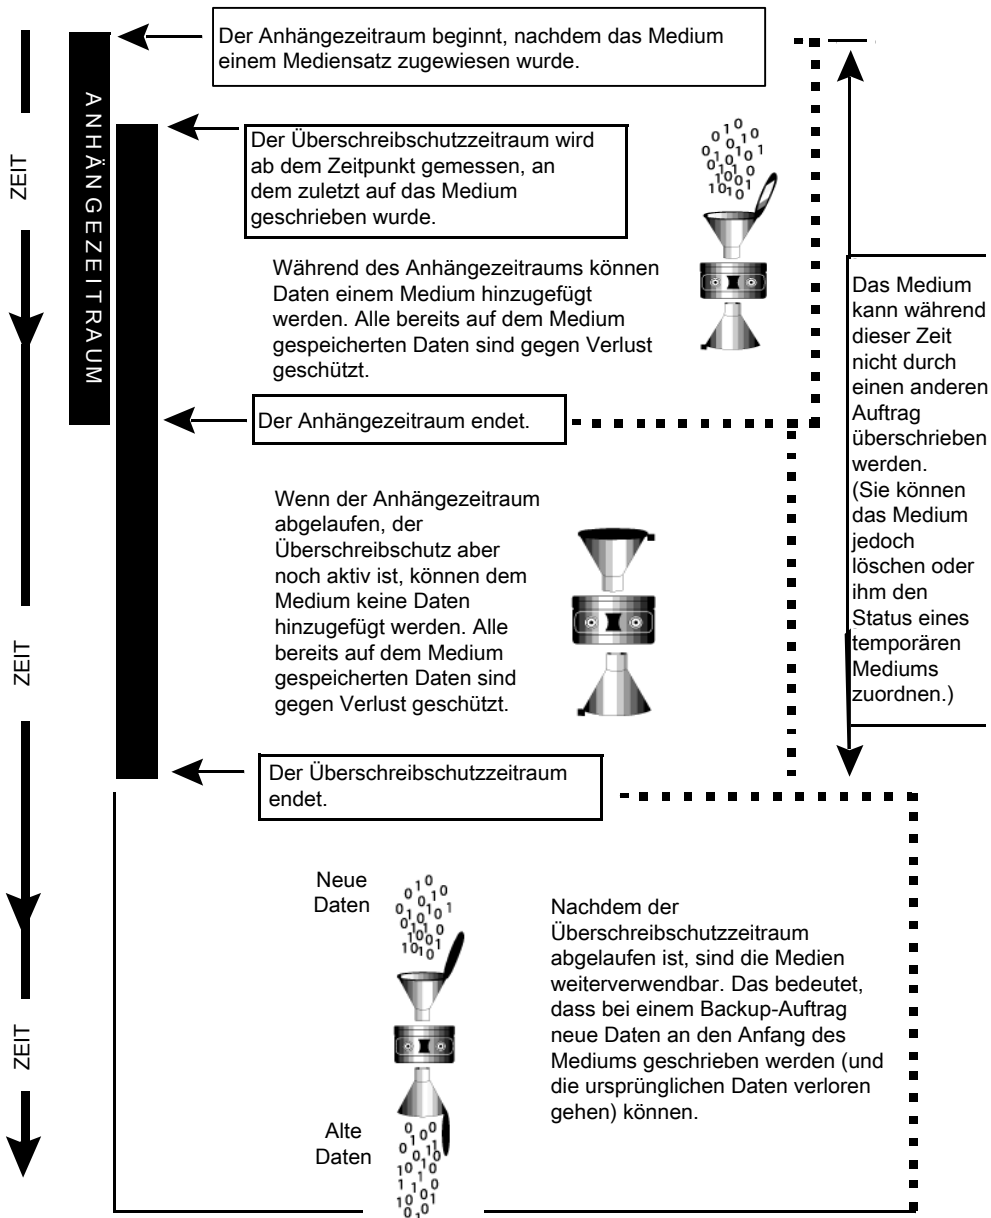 Der Anhängezeitraum beginnt, nachdem das Medium
einem Mediensatz zugewiesen wurde.
ZEIT
ANHÄNGEZEITRAUM
Der Überschreibschutzzeitraum wird
ab dem Zeitpunkt gemessen, an
dem zuletzt auf das Medium
geschrieben wurde.
Während des Anhängezeitraums können
Daten einem Medium hinzugefügt
werden. Alle bereits auf dem Medium
gespeicherten Daten sind gegen Verlust
geschützt.
Das Medium
kann während
dieser Zeit
nicht durch
einen anderen
Auftrag
überschrieben
werden.
(Sie können
das Medium
jedoch
löschen oder
ihm den
Status eines
temporären
Mediums
zuordnen.)
Der Anhängezeitraum endet.
Wenn der Anhängezeitraum
abgelaufen, der
Überschreibschutz aber
noch aktiv ist, können dem
Medium keine Daten
hinzugefügt werden. Alle
bereits auf dem Medium
gespeicherten Daten sind
gegen Verlust geschützt.
ZEIT
Der Überschreibschutzzeitraum
endet.
Neue
Daten
Nachdem der
Überschreibschutzzeitraum
abgelaufen ist, sind die Medien
weiterverwendbar. Das bedeutet,
dass bei einem Backup-Auftrag
neue Daten an den Anfang des
Mediums geschrieben werden (und
die ursprünglichen Daten verloren
gehen) können.
ZEIT
Alte
Daten